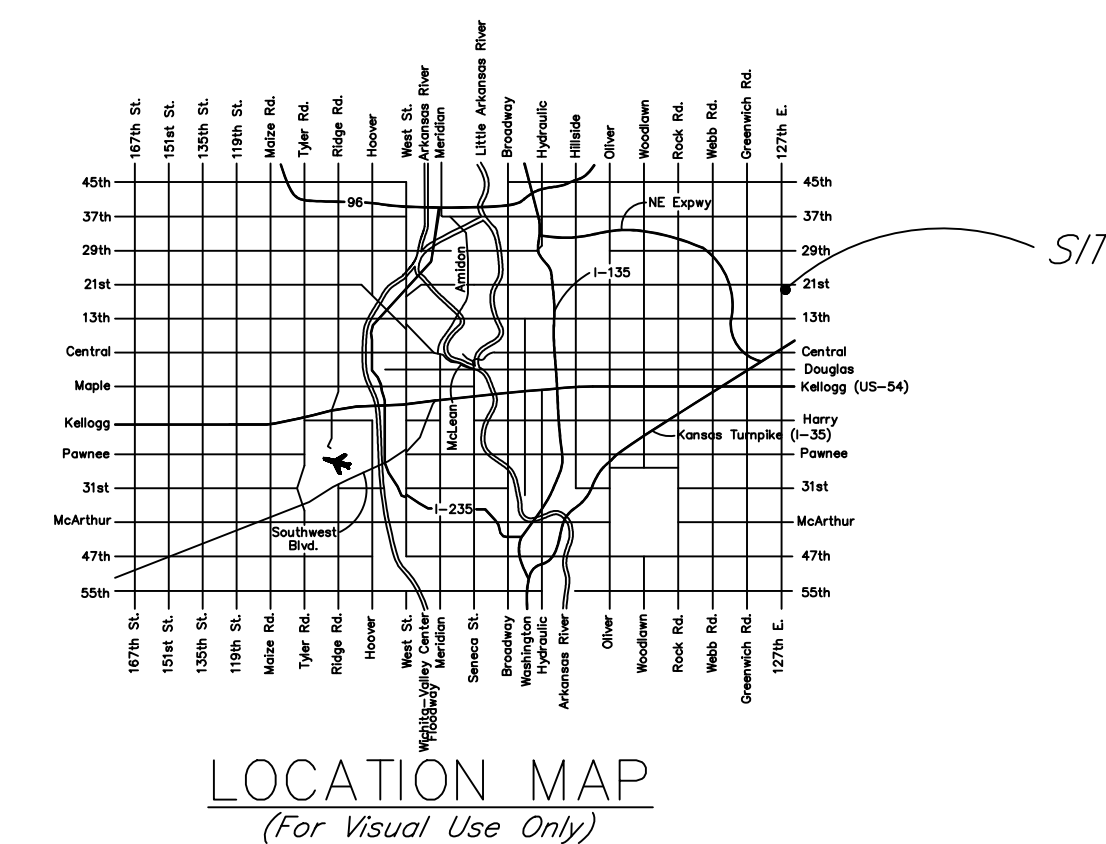 167th St.
151st St.
135th St.
119th St.
Maize Rd.
Tyler Rd.
Ridge Rd.
Hoover
West St.
Arkansas River
Meridian
Little Arkansas River
Broadway
Hydraulic
Hillside
Oliver
Woodlawn
Rock Rd.
Webb Rd.
Greenwich Rd.
127th E.
45th
37th
29th
21st
13th
Central
Maple
Kellogg
Pawnee
31st
McArthur
47th
55th
96
Amidon
NE Expwy
I-135
McLean
Kansas Turnpike (I-35)
I-235
Southwest
Blvd.
45th
37th
29th
21st
13th
Central
Douglas
Kellogg (US-54)
Harry
Pawnee
31st
McArthur
47th
55th
SIT
167th St.
151st St.
135th St.
119th St.
Maize Rd.
Tyler Rd.
Ridge Rd.
Hoover
West St.
Wichita-Valley Center
Floodway
Meridian
Seneca St.
Broadway
Washington
Hydraulic
Arkansas River
Oliver
Woodlawn
Rock Rd.
Webb Rd.
Greenwich Rd.
127th E.
LOCATION MAP
(For Visual Use Only)